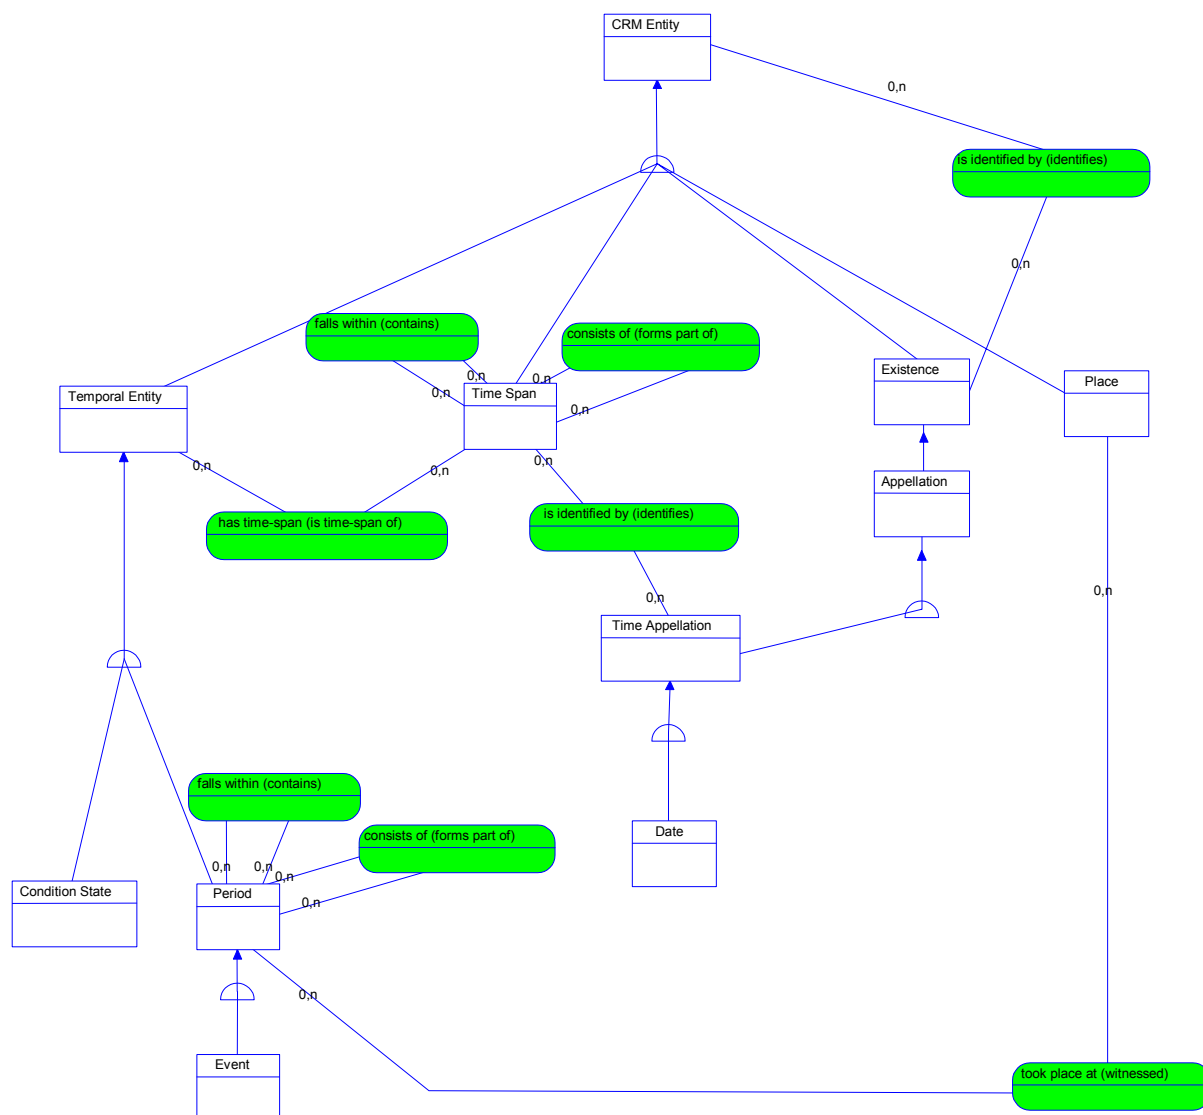 CRM Entity
0,n
is identified by (identifies)
0,n
falls within (contains)
consists of (forms part of)
0,n
0,n
0,n
0,n
Temporal Entity
Time Span
Existence
Place
0,n
0,n
0,n
Appellation
has time-span (is time-span of)
is identified by (identifies)
0,n
0,n
Time Appellation
falls within (contains)
consists of (forms part of)
Date
0,n
0,n
0,n
0,n
Condition State
Period
0,n
Event
took place at (witnessed)